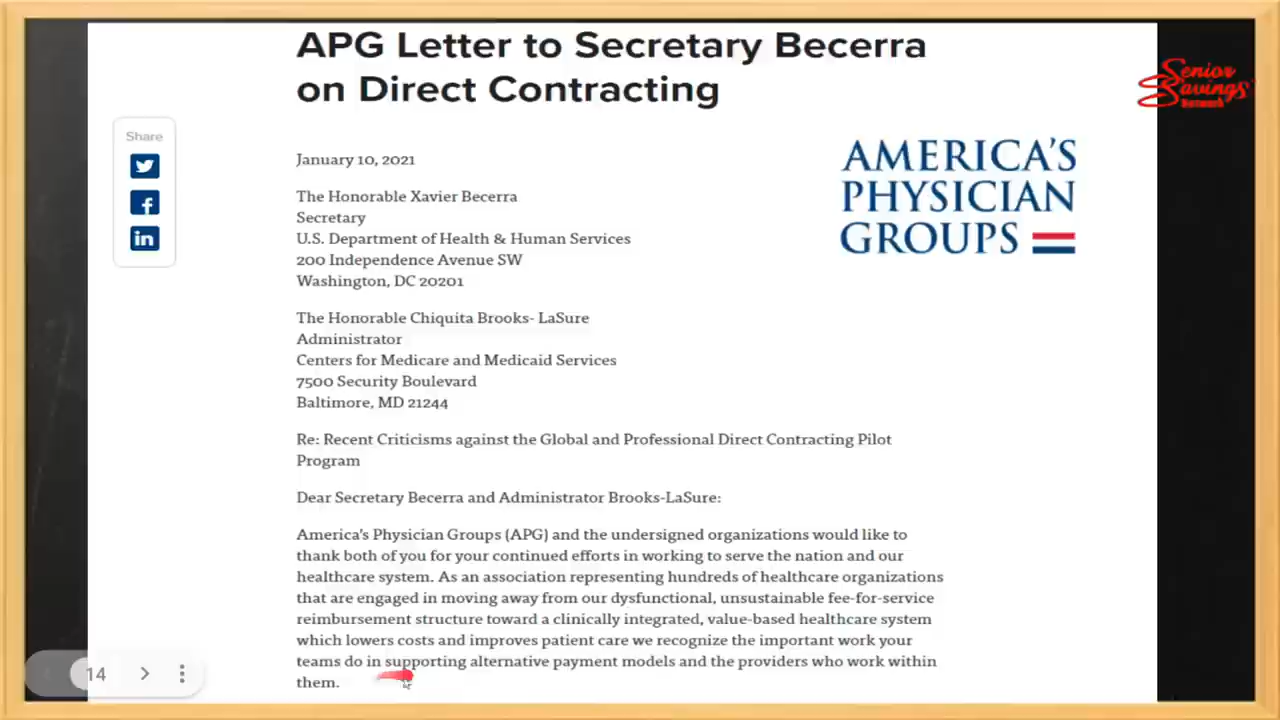 APG Letter to Secretary Becerra
on Direct Contracting
Senior
Savings
Network
Share
January 10, 2021
AMERICA'S
PHYSICIAN
GROUPS
The Honorable Xavier Becerra
Secretary
U.S. Department of Health & Human Services
200 Independence Avenue SW
Washington, DC 20201
The Honorable Chiquita Brooks- LaSure
Administrator
Centers for Medicare and Medicaid Services
7500 Security Boulevard
Baltimore, MD 21244
Re: Recent Criticisms against the Global and Professional Direct Contracting Pilot
Program
Dear Secretary Becerra and Administrator Brooks-LaSure:
America's Physician Groups (APG) and the undersigned organizations would like to
thank both of you for your continued efforts in working to serve the nation and our
healthcare system. As an association representing hundreds of healthcare organizations
that are engaged in moving away from our dysfunctional, unsustainable fee-for-service
reimbursement structure toward a clinically integrated, value-based healthcare system
which lowers costs and improves patient care we recognize the important work your
teams do in supporting alternative payment models and the providers who work within
them.
14